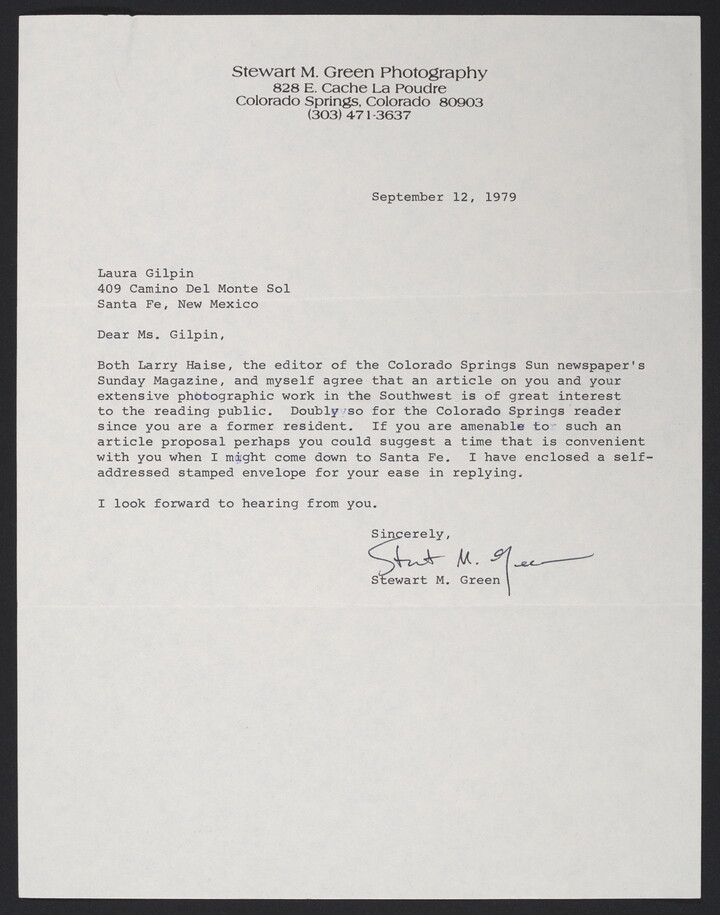 Stewart M. Green Photography
828 E. Cache La Poudre
Colorado Springs, Colorado 80903
(303) 471-3637
September 12, 1979
Laura Gilpin
409 Camino Del Monte Sol
Santa Fe, New Mexico
Dear Ms. Gilpin,
Both Larry Haise, the editor of the Colorado Springs Sun newspaper's
Sunday Magazine, and myself agree that an article on you and your
extensive photographic work in the Southwest is of great interest
to the reading public. Doubly so for the Colorado Springs reader
since you are a former resident. If you are amenable to such an
article proposal perhaps you could suggest a time that is convenient
with you when I might come down to Santa Fe. I have enclosed a self-
addressed stamped envelope for your ease in replying.
I look forward to hearing from you.
Sincerely,
Stewart M. Green
Stewart M. Green